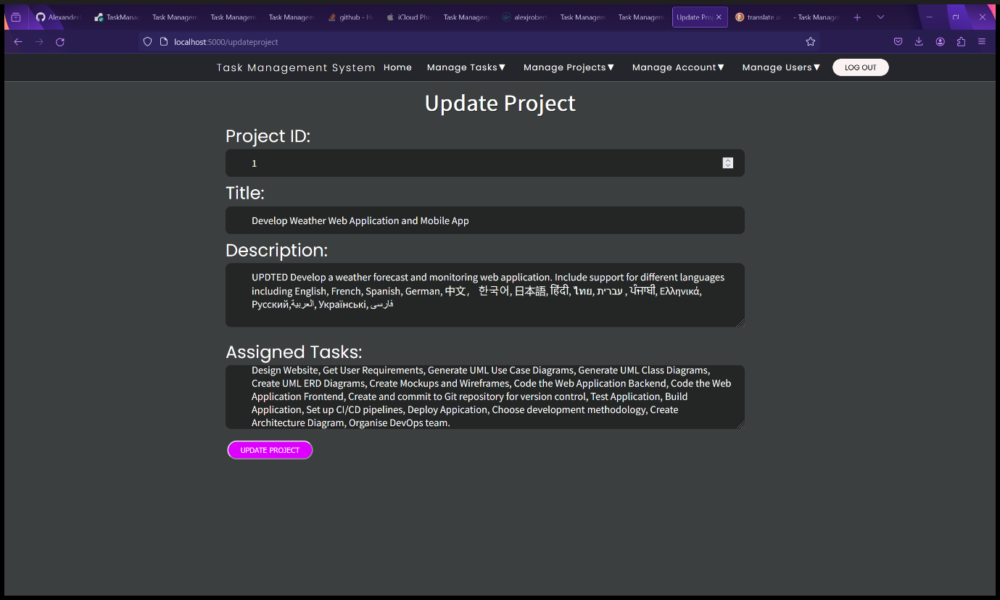 Alexander
TaskManag
Task Managem
Task Managem
Task Managem
github - H
iCloud Pho
Task Managem
alexjrobert
Task Managem
Task Managem
Update Proj
translate a
- Task Manage
localhost:5000/updateproject
Task Management System Home Manage Tasks▼ Manage Projects▼ Manage Account▼ Manage Users▼ LOG OUT
Update Project
Project ID:
1
Title:
Develop Weather Web Application and Mobile App
Description:
UPDTED Develop a weather forecast and monitoring web application. Include support for different languages
including English, French, Spanish, German, 中文， 한국어, 日本語, हिंदी, ไทย, עברית , ਪੰਜਾਬੀ, Ελληνικά,
Русский,العربية, Українські, فارسی
Assigned Tasks:
Design Website, Get User Requirements, Generate UML Use Case Diagrams, Generate UML Class Diagrams,
Create UML ERD Diagrams, Create Mockups and Wireframes, Code the Web Application Backend, Code the Web
Application Frontend, Create and commit to Git repository for version control, Test Application, Build
Application, Set up CI/CD pipelines, Deploy Appication, Choose development methodology, Create
Architecture Diagram, Organise DevOps team.
UPDATE PROJECT